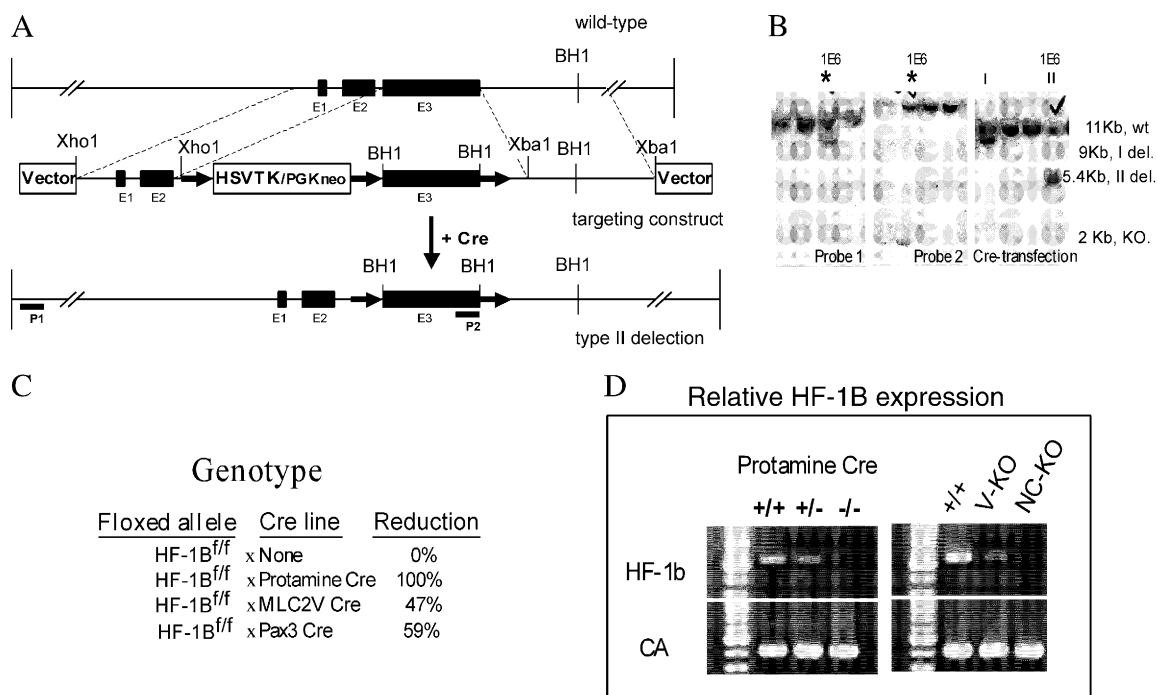 A
wild-type
BH1
E1 E2 E3
Xho1 Xho1 BH1 BH1 Xba1 BH1 Xba1
Vector HSVTK/PGKneo Vector
E1 E2
targeting construct
+ Cre
BH1 BH1 BH1
P1 E1 E2 E3 P2
type II deletion
B
1E6 1E6 1E6
* * I II
11Kb, wt
9Kb, I del.
5.4Kb, II del.
2 Kb, KO.
Probe 1 Probe 2 Cre-transfection
C
Genotype
Floxed allele Cre line Reduction
HF-1B^f/f x None 0%
HF-1B^f/f x Protamine Cre 100%
HF-1B^f/f x MLC2V Cre 47%
HF-1B^f/f x Pax3 Cre 59%
D
Relative HF-1B expression
Protamine Cre
+/+ +/- -/- +/+ V-KO NC-KO
HF-1b
CA